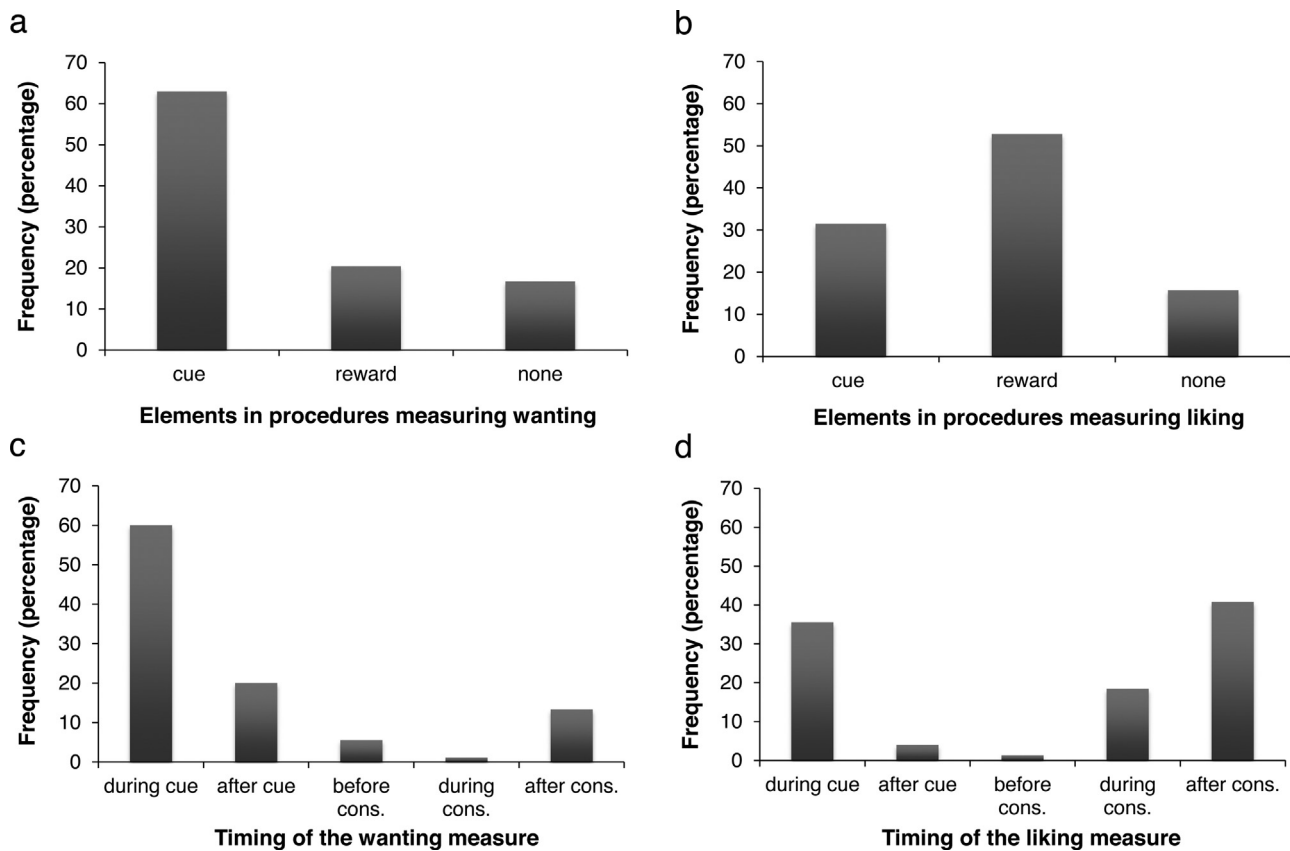 a
Frequency (percentage)
70
60
50
40
30
20
10
0
cue reward none
Elements in procedures measuring wanting
b
Frequency (percentage)
70
60
50
40
30
20
10
0
cue reward none
Elements in procedures measuring liking
c
Frequency (percentage)
70
60
50
40
30
20
10
0
during cue after cue before during after cons.
cons. cons.
Timing of the wanting measure
d
Frequency (percentage)
70
60
50
40
30
20
10
0
during cue after cue before during after cons.
cons. cons.
Timing of the liking measure